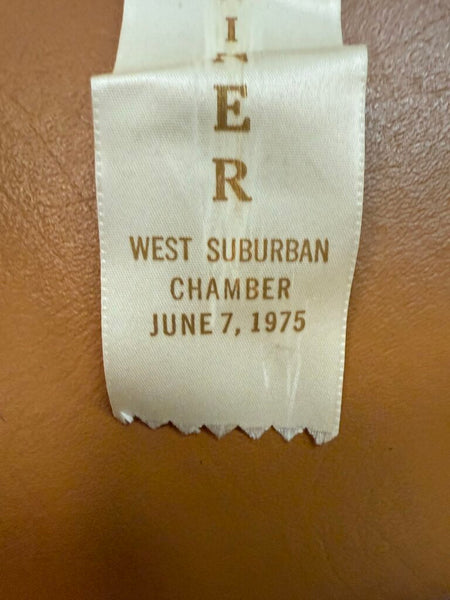 I
E
R
WEST SUBURBAN
CHAMBER
JUNE 7, 1975